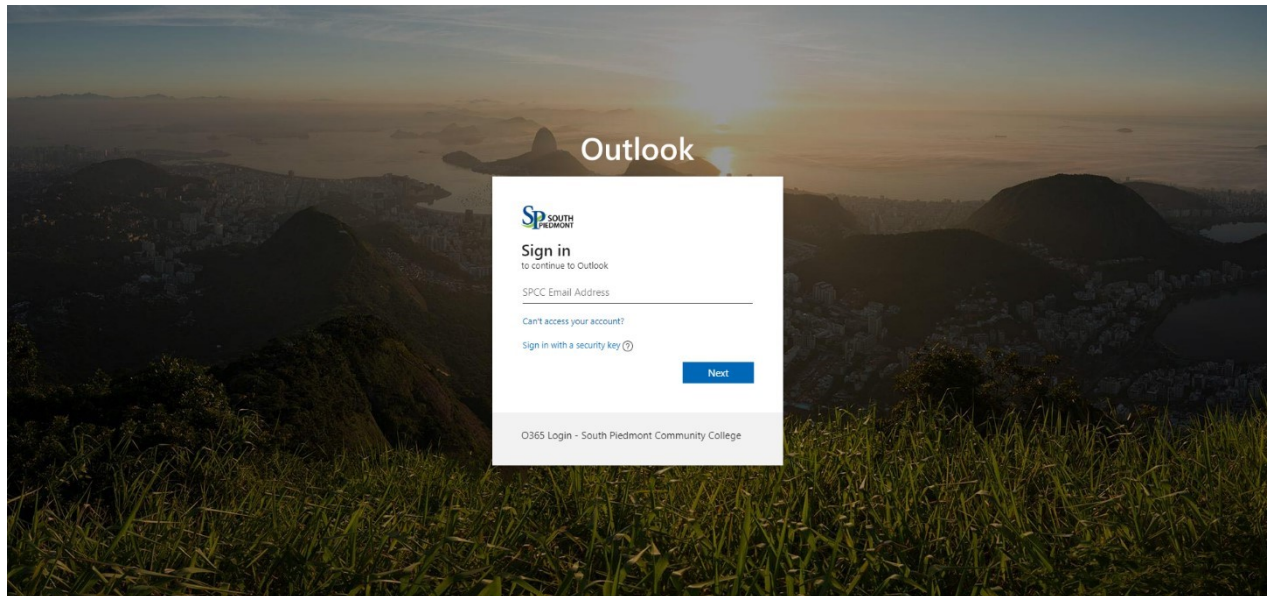 Outlook
SP SOUTH
PIEDMONT
Sign in
to continue to Outlook
SPCC Email Address
Can't access your account?
Sign in with a security key
Next
O365 Login - South Piedmont Community College